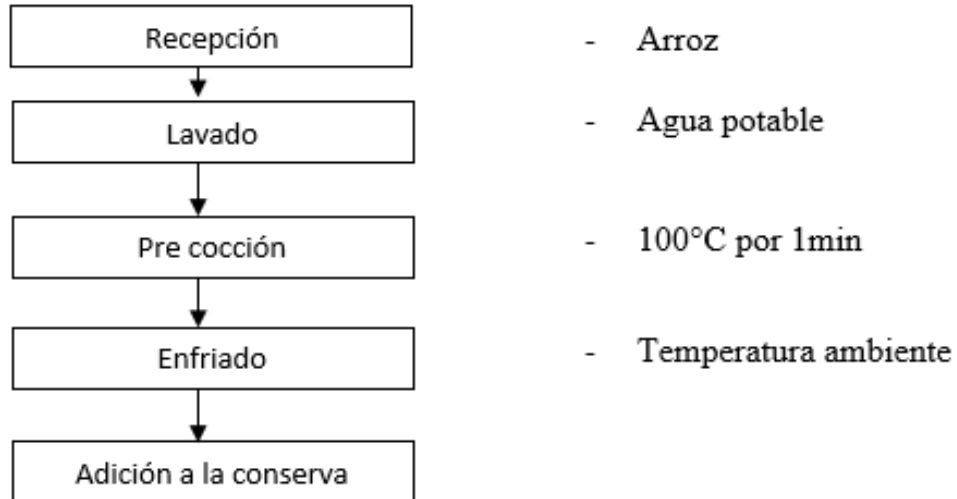 Recepción - Arroz
Lavado - Agua potable
Pre cocción - 100°C por 1min
Enfriado - Temperatura ambiente
Adición a la conserva